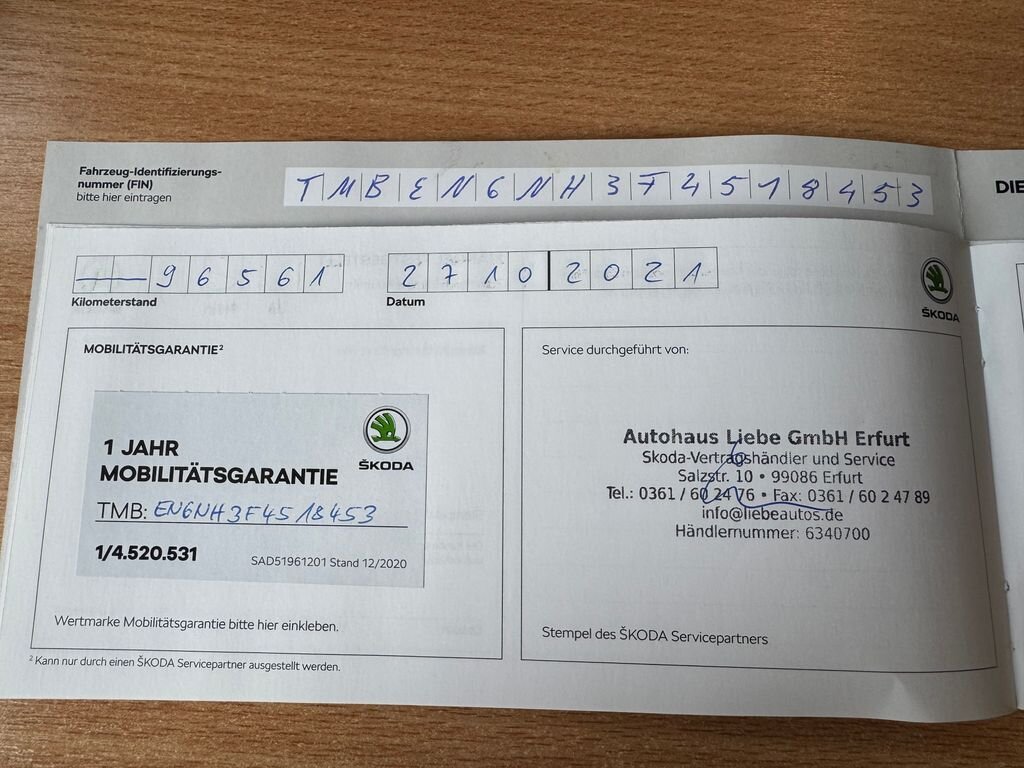 Fahrzeug-Identifizierungs-
nummer (FIN)
bitte hier eintragen
TMBEN6NH3F4518453
DIE
96561
27102021
Kilometerstand
Datum
ŠKODA
MOBILITÄTSGARANTIE²
1 JAHR
MOBILITÄTSGARANTIE
ŠKODA
TMB: EN6NH3F4518453
1/4.520.531
SAD51961201 Stand 12/2020
Wertmarke Mobilitätsgarantie bitte hier einkleben.
Service durchgeführt von:
Autohaus Liebe GmbH Erfurt
Skoda-Vertragshändler und Service
Salzstr. 10 • 99086 Erfurt
Tel.: 0361 / 60 24 76 • Fax: 0361 / 60 2 47 89
info@liebeautos.de
Händlernummer: 6340700
Stempel des ŠKODA Servicepartners
² Kann nur durch einen ŠKODA Servicepartner ausgestellt werden.